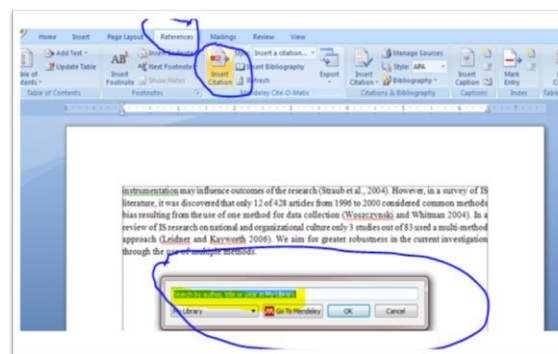 Home Insert Page Layout References Mailings Review View
Add Text
Update Table
Table of Contents
AB
Insert Footnote
Insert Endnote
Next Footnote
Show Notes
Footnotes
Insert Citation
Style: Insert a citation...
Insert Bibliography
Refresh
Export
Mendeley Cite-O-Matic
Insert Citation
Manage Sources
Style: APA
Bibliography
Citations & Bibliography
Insert Caption
Captions
Mark Entry
Index
instrumentation may influence outcomes of the research (Straub et al., 2004). However, in a survey of IS
literature, it was discovered that only 12 of 428 articles from 1996 to 2000 considered common methods
bias resulting from the use of one method for data collection (Woszczynski and Whitman 2004). In a
review of IS research on national and organizational culture only 3 studies out of 83 used a multi-method
approach (Leidner and Kayworth 2006). We aim for greater robustness in the current investigation
through the use of multiple methods.
Search by author, title or year in My Library
My Library Go To Mendeley OK Cancel